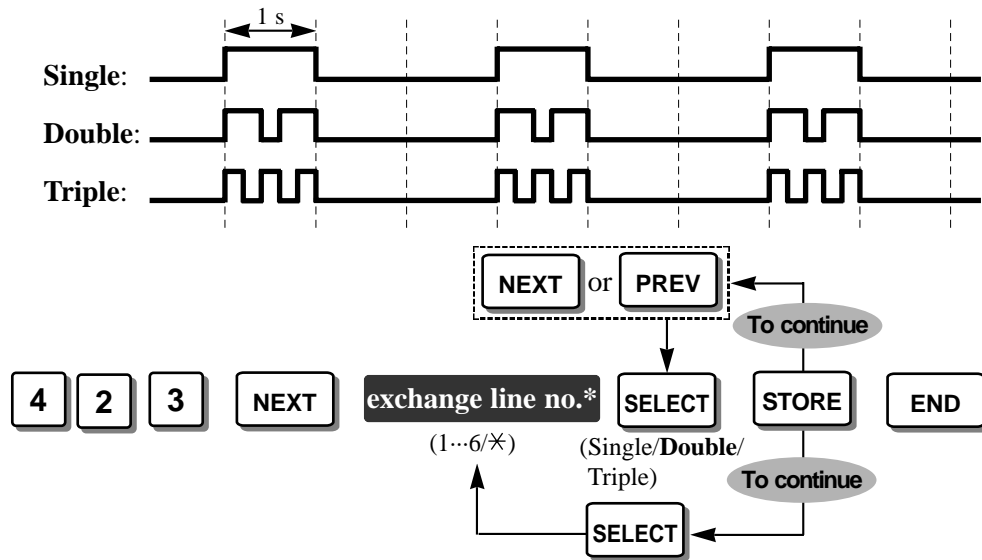 1 s
Single:
Double:
Triple:
NEXT or PREV
To continue
4 2 3 NEXT exchange line no.* SELECT STORE END
(1···6/✳) (Single/Double/
Triple)
To continue
SELECT